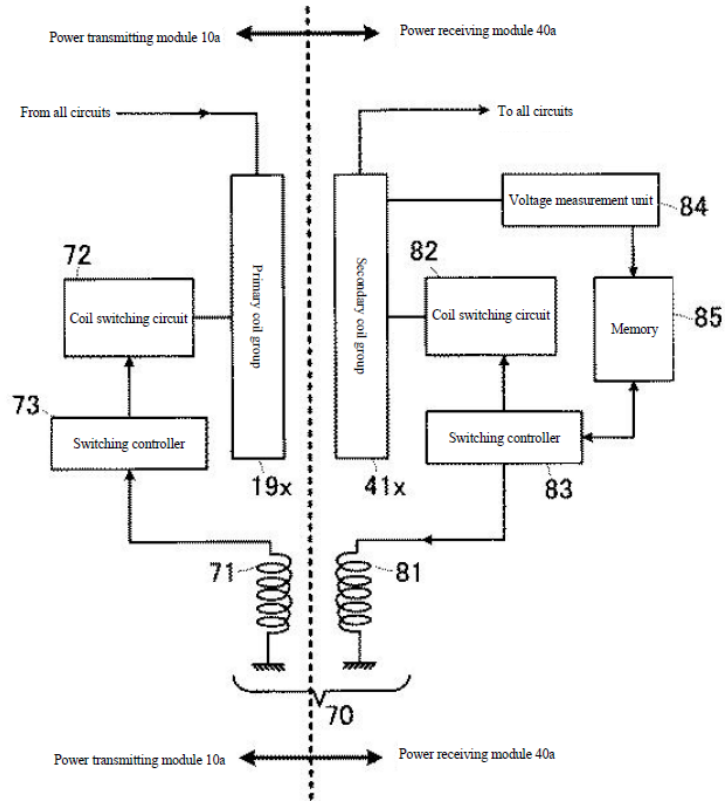 Power transmitting module 10a
Power receiving module 40a
From all circuits
To all circuits
Voltage measurement unit
84
72
82
Primary coil group
Secondary coil group
Coil switching circuit
Coil switching circuit
Memory
85
73
Switching controller
Switching controller
19x
41x
83
71
81
70
Power transmitting module 10a
Power receiving module 40a